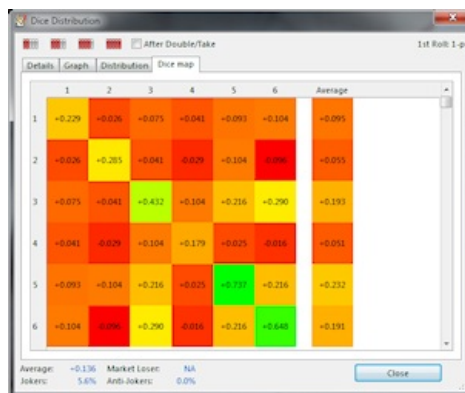 Dice Distribution
After Double/Take 1st Roll: 1-p
Details Graph Distribution Dice map
1 2 3 4 5 6 Average
1 +0.229 +0.026 +0.075 +0.041 +0.093 +0.104 +0.095
2 +0.026 +0.285 +0.041 -0.029 +0.104 -0.096 +0.055
3 +0.075 +0.041 +0.432 +0.104 +0.216 +0.290 +0.193
4 +0.041 -0.029 +0.104 +0.179 +0.025 -0.016 +0.051
5 +0.093 +0.104 +0.216 +0.025 +0.737 +0.216 +0.232
6 +0.104 -0.096 +0.290 -0.016 +0.216 +0.648 +0.191
Average: +0.136 Market Loser: NA
Jokers: 5.6% Anti-Jokers: 0.0%
Close